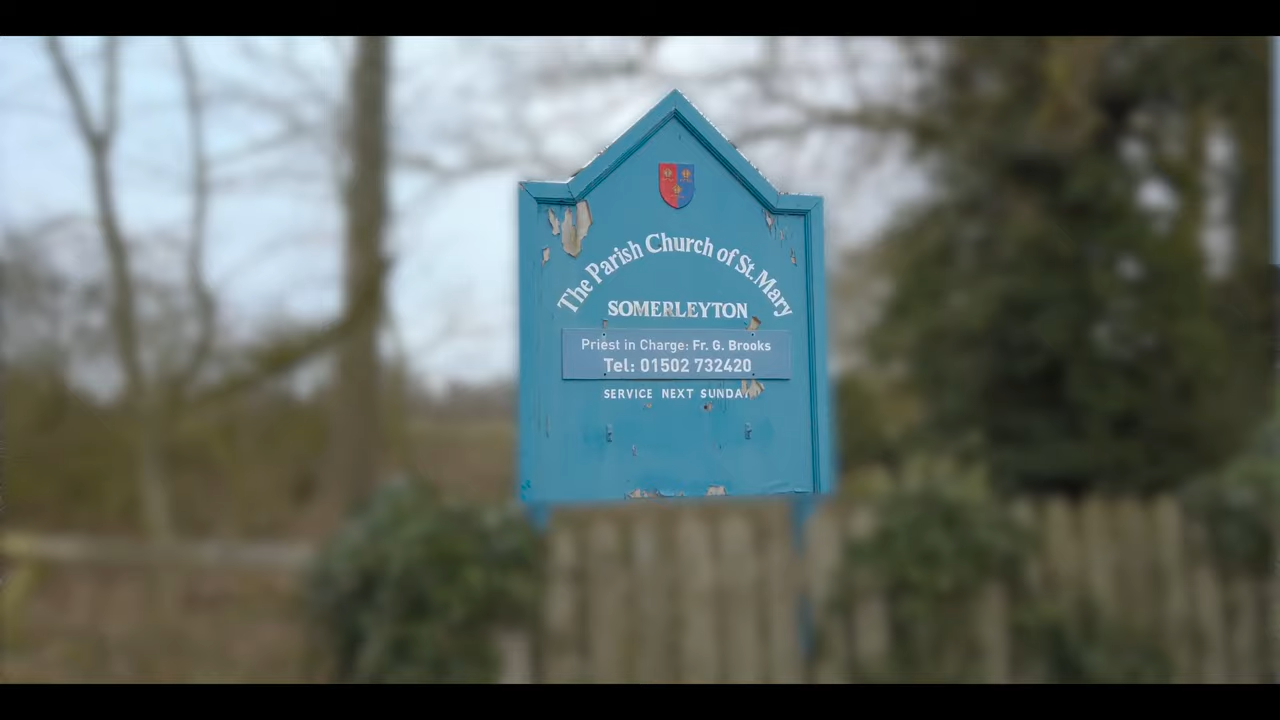 The Parish Church of St. Mary
SOMERLEYTON
Priest in Charge: Fr. G. Brooks
Tel: 01502 732420
SERVICE NEXT SUNDAY